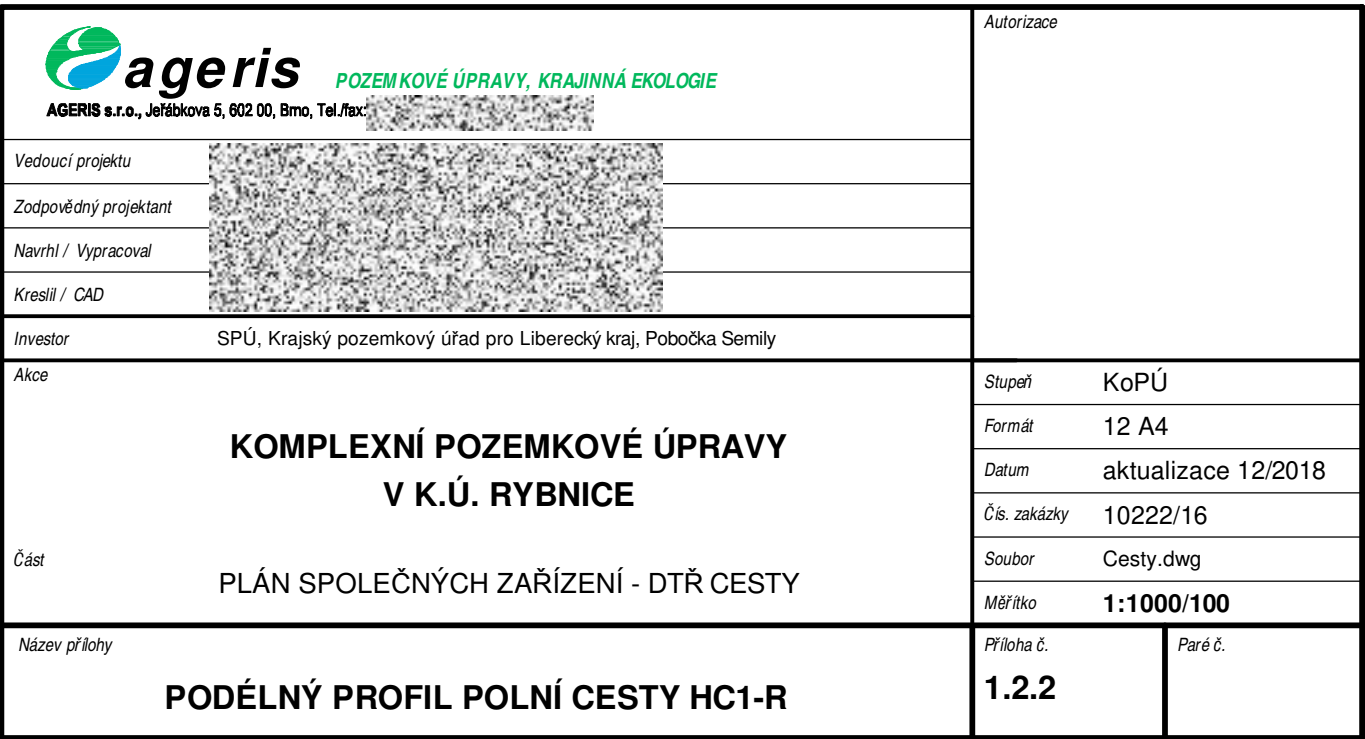 ageris POZEMKOVÉ ÚPRAVY, KRAJINNÁ EKOLOGIE
AGERIS s.r.o., Jeřábkova 5, 602 00, Brno, Tel./fax:
Autorizace
Vedoucí projektu
Zodpovědný projektant
Navrhl / Vypracoval
Kreslil / CAD
Investor SPÚ, Krajský pozemkový úřad pro Liberecký kraj, Pobočka Semily
Akce
KOMPLEXNÍ POZEMKOVÉ ÚPRAVY
V K.Ú. RYBNICE
Část
PLÁN SPOLEČNÝCH ZAŘÍZENÍ - DTŘ CESTY
Stupeň KoPÚ
Formát 12 A4
Datum aktualizace 12/2018
Čís. zakázky 10222/16
Soubor Cesty.dwg
Měřítko 1:1000/100
Název přílohy
PODÉLNÝ PROFIL POLNÍ CESTY HC1-R
Příloha č.
1.2.2
Paré č.